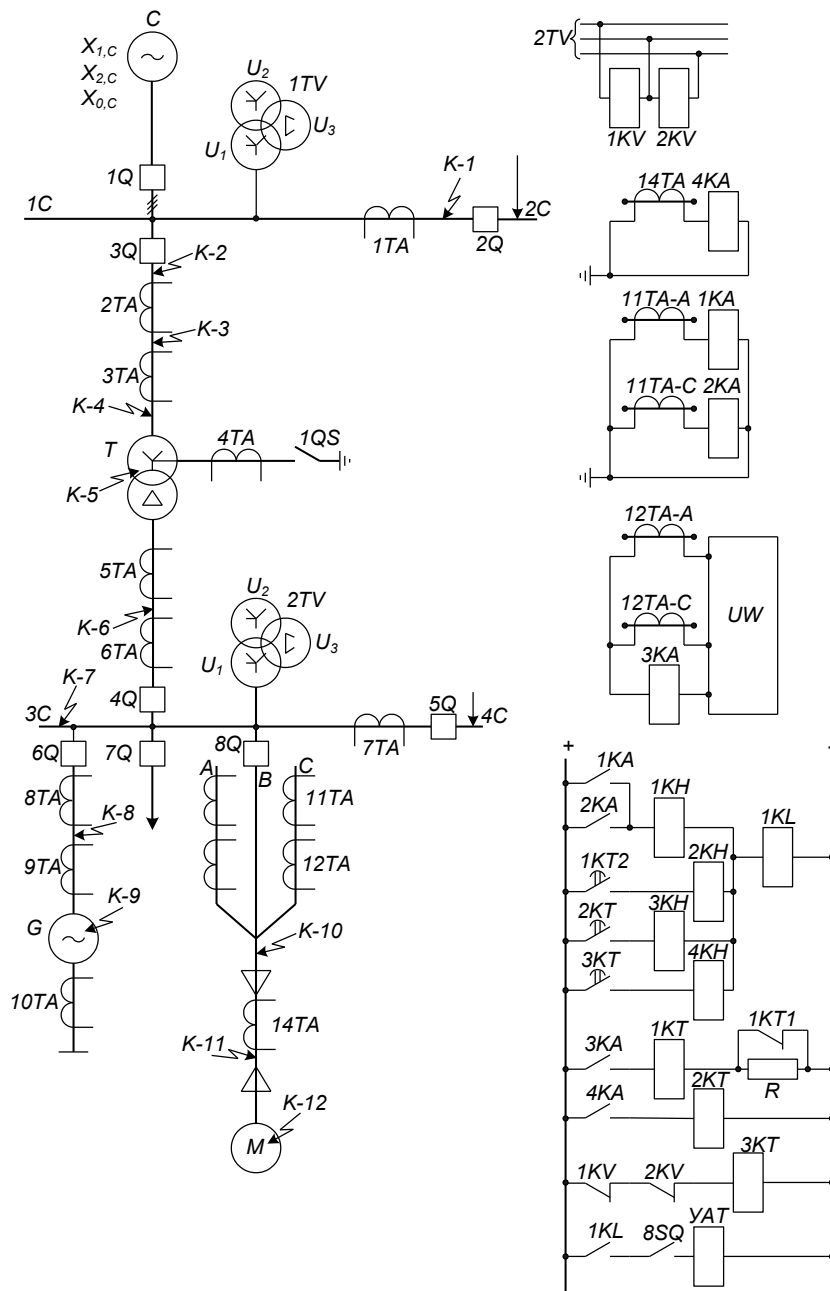 C
X1,C
X2,C
X0,C
U2
1TV
U3
U1
1Q
K-1
1C
2C
1TA
2Q
3Q
K-2
2TA
K-3
3TA
K-4
T
4TA
1QS
K-5
5TA
K-6
6TA
U2
2TV
U3
U1
K-7
4Q
5Q
3C
4C
7TA
6Q
7Q
8Q
A
B
C
8TA
11TA
K-8
9TA
12TA
K-9
G
K-10
10TA
14TA
K-11
K-12
M
2TV
1KV
2KV
14TA
4KA
11TA-A
1KA
11TA-C
2KA
12TA-A
12TA-C
UW
3KA
+
-
1KA
1KH
2KA
1KL
1KT2
2KH
2KT
3KH
3KT
4KH
1KT
1KT1
3KA
R
4KA
2KT
3KT
1KV
2KV
1KL
8SQ
УАТ